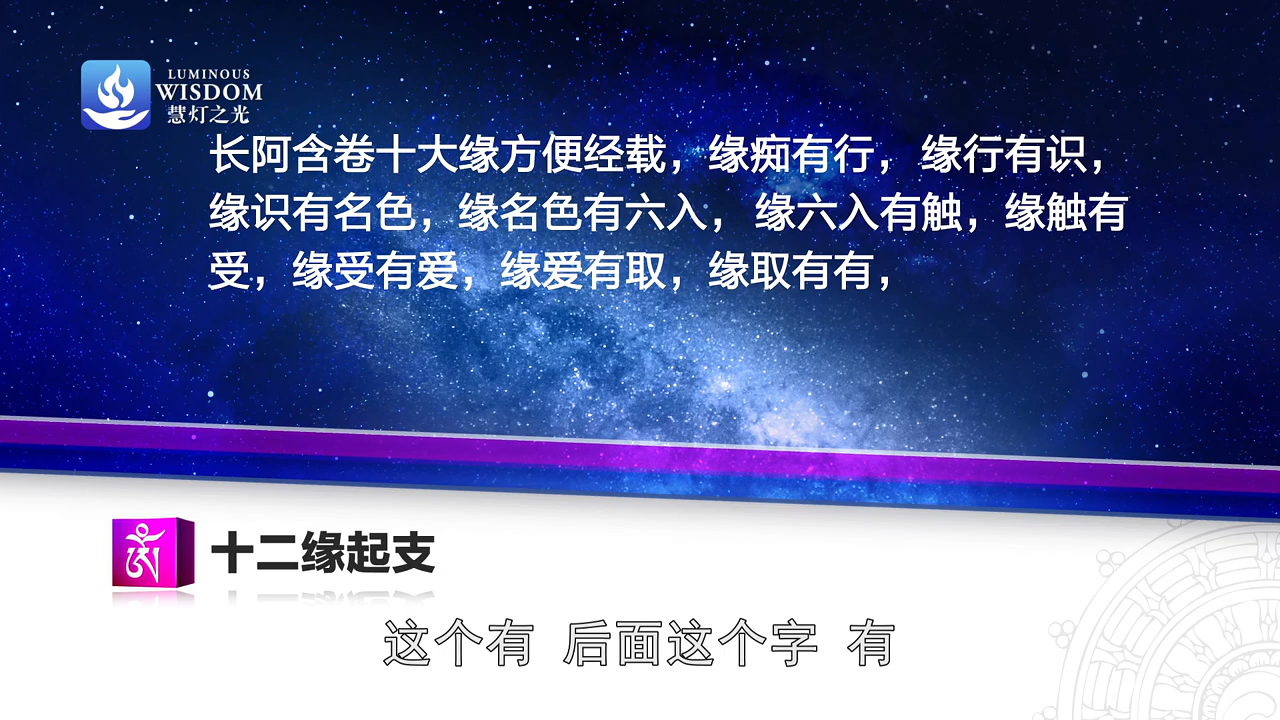 LUMINOUS
WISDOM
慧灯之光
长阿含卷十大缘方便经载，缘痴有行，缘行有识，
缘识有名色，缘名色有六入，缘六入有触，缘触有
受，缘受有爱，缘爱有取，缘取有有，
ༀ
十二缘起支
这个有 后面这个字 有